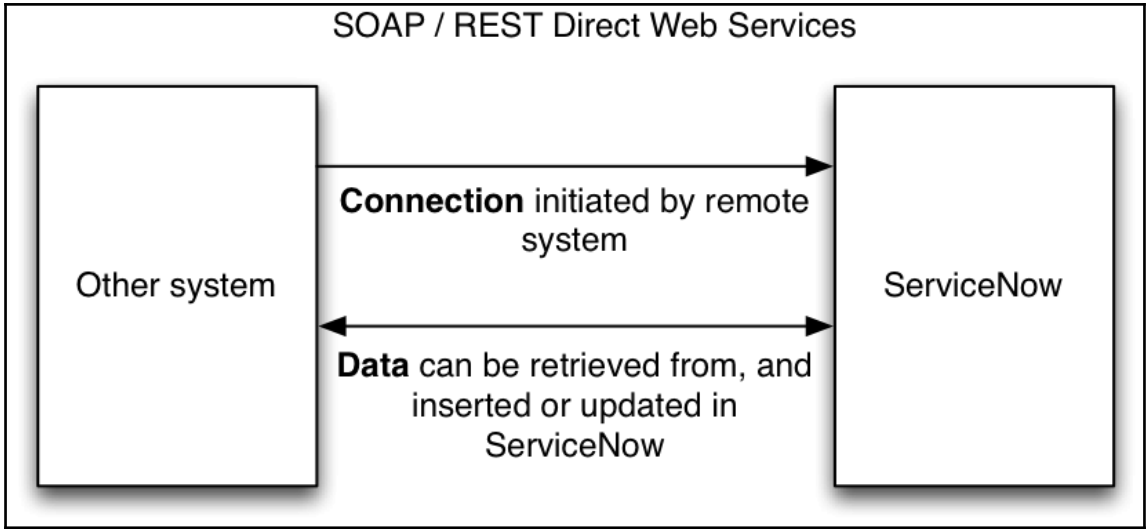 SOAP / REST Direct Web Services
Connection initiated by remote
system
Other system
ServiceNow
Data can be retrieved from, and
inserted or updated in
ServiceNow